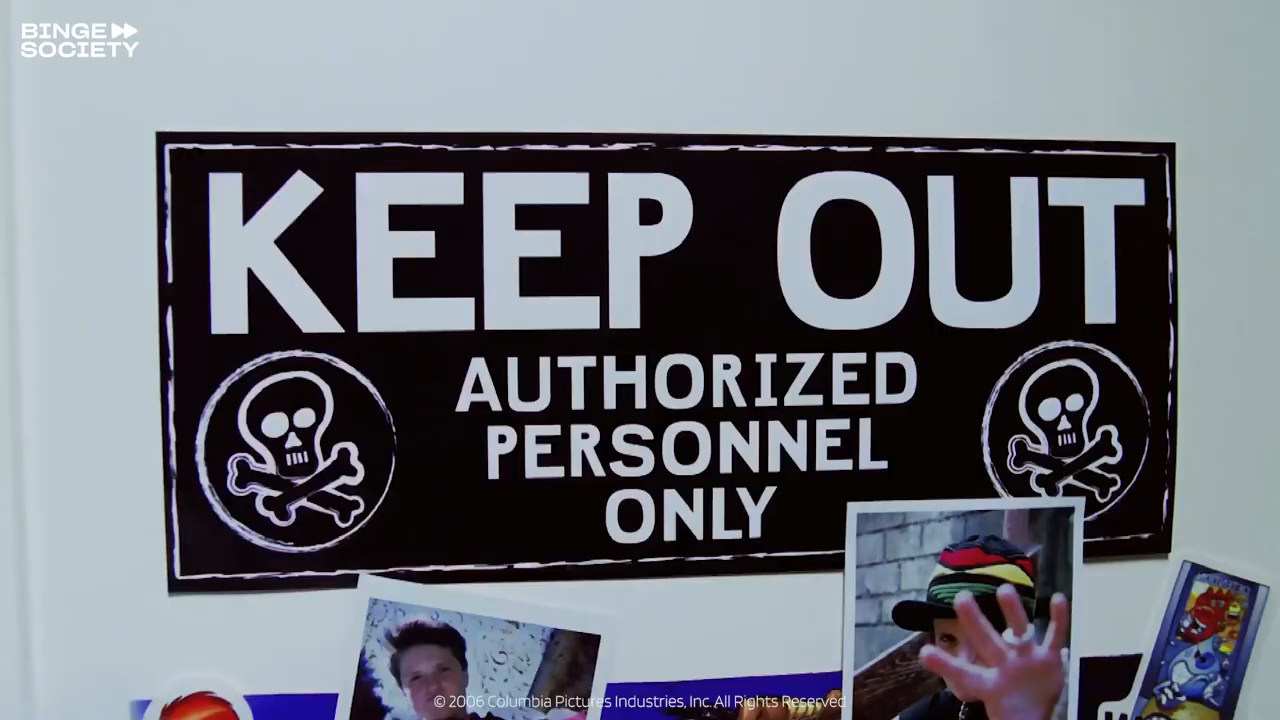 BINGE
SOCIETY
KEEP OUT
AUTHORIZED
PERSONNEL
ONLY
© 2006 Columbia Pictures Industries, Inc. All Rights Reserved